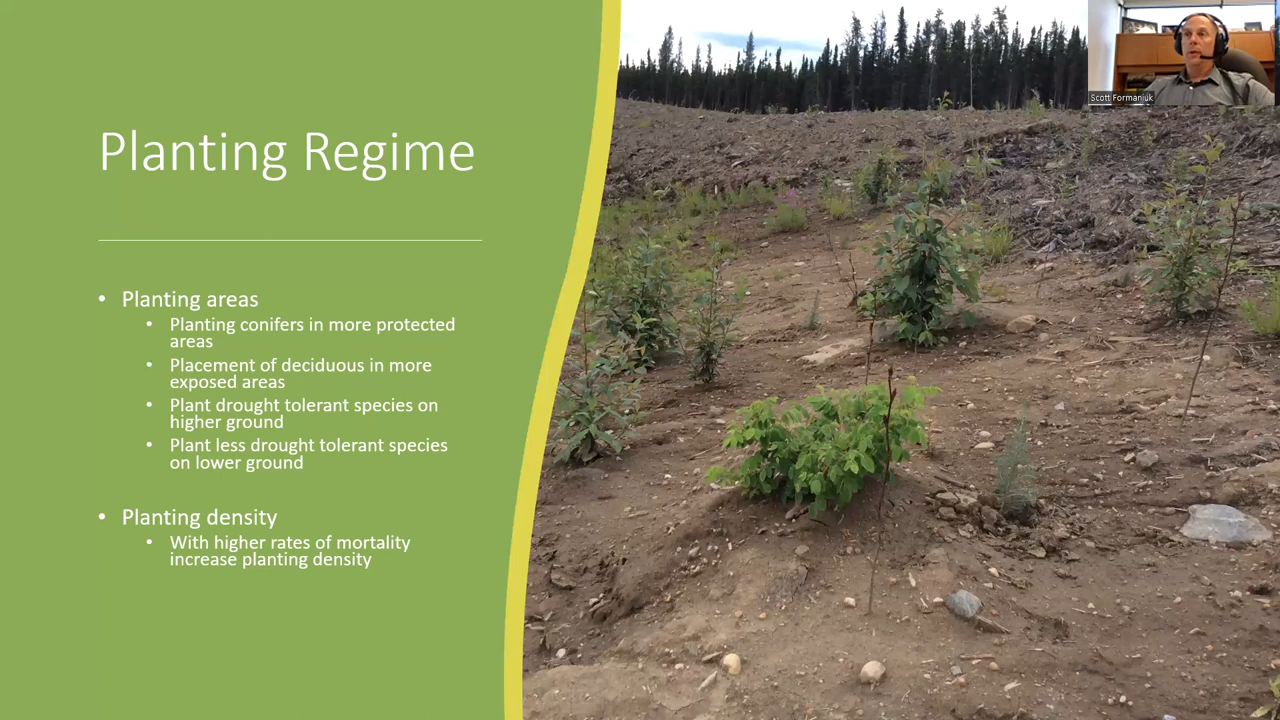 Planting Regime
• Planting areas
• Planting conifers in more protected
areas
• Placement of deciduous in more
exposed areas
• Plant drought tolerant species on
higher ground
• Plant less drought tolerant species
on lower ground
• Planting density
• With higher rates of mortality
increase planting density
Scott Formaniuk